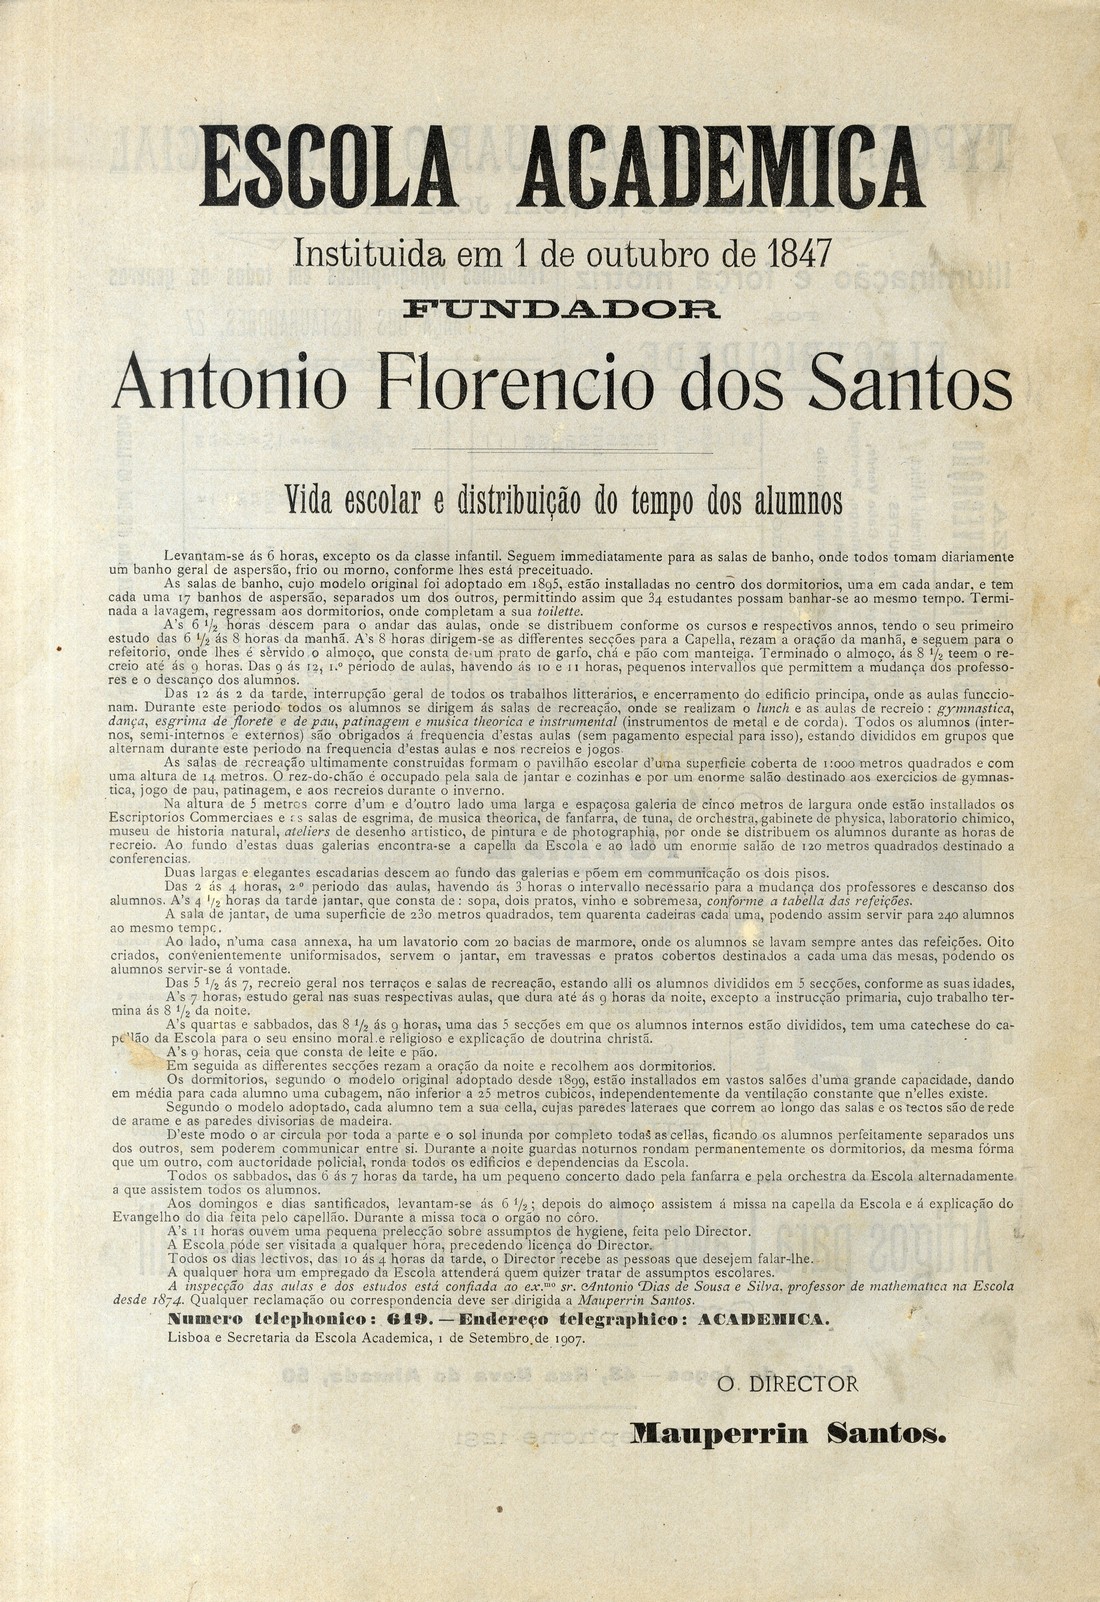 ESCOLA ACADEMICA
Instituida em 1 de outubro de 1847
FUNDADOR
Antonio Florencio dos Santos
Vida escolar e distribuição do tempo dos alumnos
Levantam-se ás 6 horas, excepto os da classe infantil. Seguem immediatamente para as salas de banho, onde todos tomam diariamente
um banho geral de aspersão, frio ou morno, conforme lhes está preceituado.
As salas de banho, cujo modelo original foi adoptado em 1895, estão installadas no centro dos dormitorios, uma em cada andar, e tem
cada uma 17 banhos de aspersão, separados um dos outros, permittindo assim que 34 estudantes possam banhar-se ao mesmo tempo. Termi-
nada a lavagem, regressam aos dormitorios, onde completam a sua toilette.
A's 6 1/2 horas descem para o andar das aulas, onde se distribuem conforme os cursos e respectivos annos, tendo o seu primeiro
estudo das 6 1/2 ás 8 horas da manhã. A's 8 horas dirigem-se as differentes secções para a Capella, rezam a oração da manhã, e seguem para o
refeitorio, onde lhes é servido o almoço, que consta de um prato de garfo, chá e pão com manteiga. Terminado o almoço, ás 8 1/2 teem o re-
creio até ás 9 horas. Das 9 ás 12, 1.º periodo de aulas, havendo ás 10 e 11 horas, pequenos intervallos que permittem a mudança dos professo-
res e o descanço dos alumnos.
Das 12 ás 2 da tarde, interrupção geral de todos os trabalhos litterarios, e encerramento do edificio principa, onde as aulas funccio-
nam. Durante este periodo todos os alumnos se dirigem ás salas de recreação, onde se realizam o lunch e as aulas de recreio : gymnastica,
dança, esgrima de florete e de pau, patinagem e musica theorica e instrumental (instrumentos de metal e de corda). Todos os alumnos (inter-
nos, semi-internos e externos) são obrigados á frequencia d'estas aulas (sem pagamento especial para isso), estando divididos em grupos que
alternam durante este periodo na frequencia d'estas aulas e nos recreios e jogos.
As salas de recreação ultimamente construidas formam o pavilhão escolar d'uma superficie coberta de 1:000 metros quadrados e com
uma altura de 14 metros. O rez-do-chão é occupado pela sala de jantar e cozinhas e por um enorme salão destinado aos exercicios de gymnas-
tica, jogo de pau, patinagem, e aos recreios durante o inverno.
Na altura de 5 metros corre d'um e d'outro lado uma larga e espaçosa galeria de cinco metros de largura onde estão installados os
Escriptorios Commerciaes e as salas de esgrima, de musica theorica, de fanfarra, de tuna, de orchestra, gabinete de physica, laboratorio chimico,
museu de historia natural, ateliers de desenho artistico, de pintura e de photographia, por onde se distribuem os alumnos durante as horas de
recreio. Ao fundo d'estas duas galerias encontra-se a capella da Escola e ao lado um enorme salão de 120 metros quadrados destinado a
conferencias.
Duas largas e elegantes escadarias descem ao fundo das galerias e põem em communicação os dois pisos.
Das 2 ás 4 horas, 2º periodo das aulas, havendo ás 3 horas o intervallo necessario para a mudança dos professores e descanso dos
alumnos. A's 4 1/2 horas da tarde jantar, que consta de : sopa, dois pratos, vinho e sobremesa, conforme a tabella das refeições.
A sala de jantar, de uma superficie de 230 metros quadrados, tem quarenta cadeiras cada uma, podendo assim servir para 240 alumnos
ao mesmo tempo.
Ao lado, n'uma casa annexa, ha um lavatorio com 20 bacias de marmore, onde os alumnos se lavam sempre antes das refeições. Oito
criados, convenientemente uniformisados, servem o jantar, em travessas e pratos cobertos destinados a cada uma das mesas, podendo os
alumnos servir-se á vontade.
Das 5 1/2 ás 7, recreio geral nos terraços e salas de recreação, estando alli os alumnos divididos em 5 secções, conforme as suas idades,
A's 7 horas, estudo geral nas suas respectivas aulas, que dura até ás 9 horas da noite, excepto a instrucção primaria, cujo trabalho ter-
mina ás 8 1/2 da noite.
A's quartas e sabbados, das 8 1/2 ás 9 horas, uma das 5 secções em que os alumnos internos estão divididos, tem uma catechese do ca-
pellão da Escola para o seu ensino moral e religioso e explicação de doutrina christã.
A's 9 horas, ceia que consta de leite e pão.
Em seguida as differentes secções rezam a oração da noite e recolhem aos dormitorios.
Os dormitorios, segundo o modelo original adoptado desde 1899, estão installados em vastos salões d'uma grande capacidade, dando
em média para cada alumno uma cubagem, não inferior a 25 metros cubicos, independentemente da ventilação constante que n'elles existe.
Segundo o modelo adoptado, cada alumno tem a sua cella, cujas paredes lateraes que correm ao longo das salas e os tectos são de rede
de arame e as paredes divisorias de madeira.
D'este modo o ar circula por toda a parte e o sol inunda por completo todas as cellas, ficando os alumnos perfeitamente separados uns
dos outros, sem poderem communicar entre si. Durante a noite guardas noturnos rondam permanentemente os dormitorios, da mesma fórma
que um outro, com auctoridade policial, ronda todos os edificios e dependencias da Escola.
Todos os sabbados, das 6 ás 7 horas da tarde, ha um pequeno concerto dado pela fanfarra e pela orchestra da Escola alternadamente
a que assistem todos os alumnos.
Aos domingos e dias santificados, levantam-se ás 6 1/2 ; depois do almoço assistem á missa na capella da Escola e á explicação do
Evangelho do dia feita pelo capellão. Durante a missa toca o orgão no côro.
A's 11 horas ouvem uma pequena prelecção sobre assumptos de hygiene, feita pelo Director.
A Escola póde ser visitada a qualquer hora, precedendo licença do Director.
Todos os dias lectivos, das 10 ás 4 horas da tarde, o Director recebe as pessoas que desejem falar-lhe.
A qualquer hora um empregado da Escola attenderá quem quizer tratar de assumptos escolares.
A inspecção das aulas e dos estudos está confiada ao ex.mo sr. Antonio Dias de Sousa e Silva, professor de mathematica na Escola
desde 1874. Qualquer reclamação ou correspondencia deve ser dirigida a Mauperrin Santos.
Numero telephonico: 619. — Endereço telegraphico: ACADEMICA.
Lisboa e Secretaria da Escola Academica, 1 de Setembro de 1907.
O DIRECTOR
Mauperrin Santos.